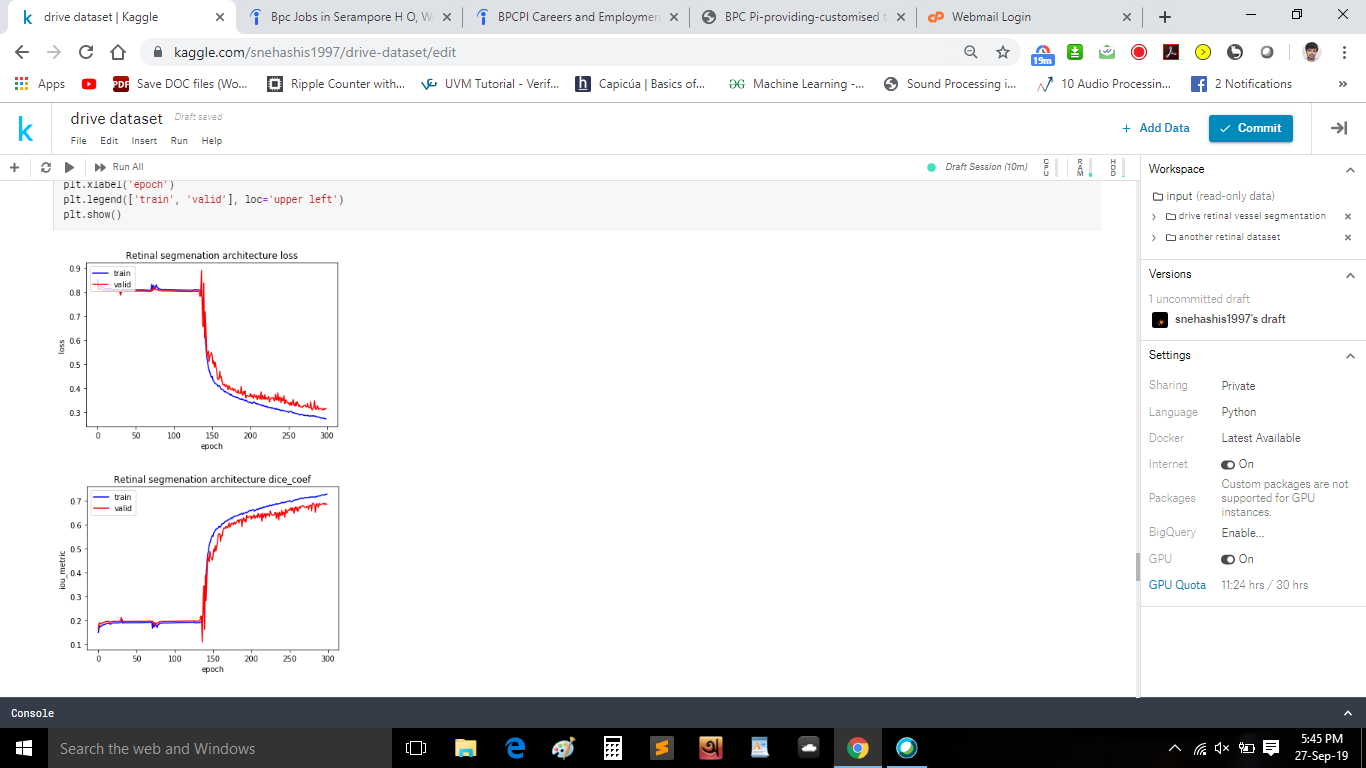 drive dataset | Kaggle
Bpc Jobs in Serampore H O, W
BPCPI Careers and Employmen
BPC Pi-providing-customised t
Webmail Login
kaggle.com/snehashis1997/drive-dataset/edit
19m
Apps
PDF Save DOC files (Wo...
Ripple Counter with...
UVM Tutorial - Verif...
h Capicúa | Basics of...
Machine Learning -...
Sound Processing i...
10 Audio Processin...
2 Notifications
k
drive dataset Draft saved
File Edit Insert Run Help
+ Add Data
Commit
Run All
Draft Session (10m)
CPU
RAM
HDD
plt.xlabel('epoch')
plt.legend(['train', 'valid'], loc='upper left')
plt.show()
Retinal segmenation architecture loss
train
valid
0.9
0.8
0.7
0.6
0.5
0.4
0.3
loss
0 50 100 150 200 250 300
epoch
Retinal segmenation architecture dice_coef
train
valid
0.7
0.6
0.5
0.4
0.3
0.2
0.1
iou_metric
0 50 100 150 200 250 300
epoch
Workspace
input (read-only data)
drive retinal vessel segmentation
another retinal dataset
Versions
1 uncommitted draft
snehashis1997's draft
Settings
Sharing Private
Language Python
Docker Latest Available
Internet On
Packages Custom packages are not
supported for GPU
instances.
BigQuery Enable...
GPU On
GPU Quota 11:24 hrs / 30 hrs
Console
Search the web and Windows
5:45 PM
27-Sep-19